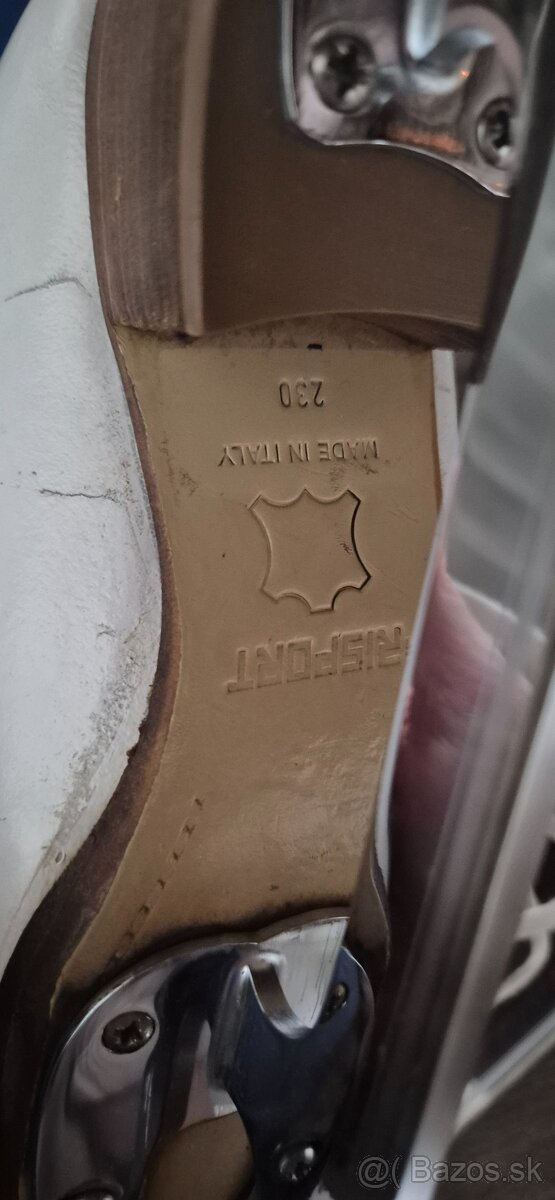 RISPORT
MADE IN ITALY
230
@( Bazos.sk